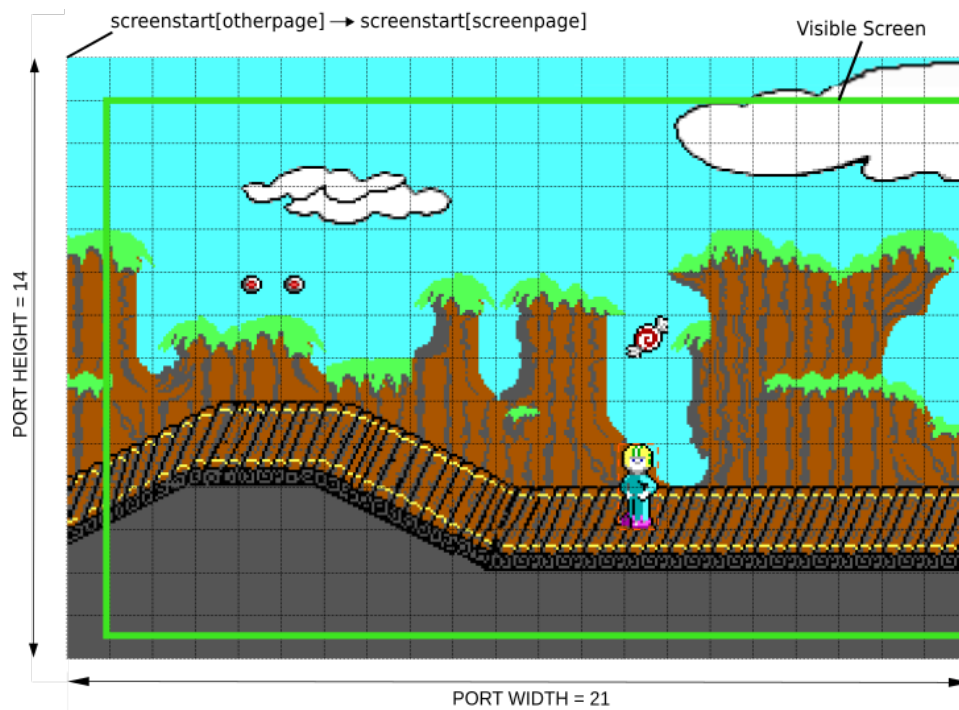 screenstart[otherpage] → screenstart[screenpage]
Visible Screen
PORT HEIGHT = 14
PORT WIDTH = 21